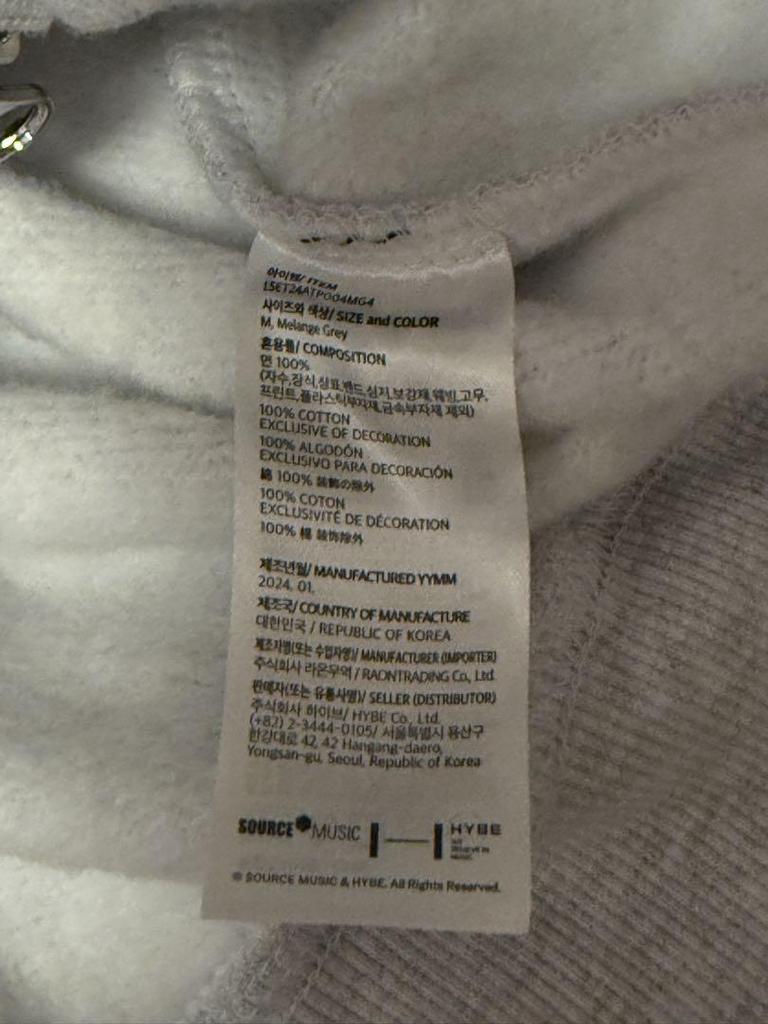 아이템/ ITEM
LSET24ATP004MG4
사이즈와 색상/ SIZE and COLOR
M, Melange Grey
혼용률/ COMPOSITION
면 100%
(자수,장식,상표,밴드,심지,보강재,웨빙,고무,
프린트,플라스틱부자재,금속부자재 제외)
100% COTTON
EXCLUSIVE OF DECORATION
100% ALGODÓN
EXCLUSIVO PARA DECORACIÓN
綿 100% 装飾の除外
100% COTON
EXCLUSIVITÉ DE DÉCORATION
100% 棉 装饰除外
제조년월/ MANUFACTURED YYMM
2024. 01.
제조국/ COUNTRY OF MANUFACTURE
대한민국 / REPUBLIC OF KOREA
제조자명(또는 수입자명)/ MANUFACTURER (IMPORTER)
주식회사 라온무역 / RAONTRADING Co., Ltd.
판매자(또는 유통사명)/ SELLER (DISTRIBUTOR)
주식회사 하이브/ HYBE Co., Ltd.
(+82) 2-3444-0105/ 서울특별시 용산구
한강대로 42, 42 Hangang-daero,
Yongsan-gu, Seoul, Republic of Korea
SOURCE MUSIC
HYBE
WE
BELIEVE IN
MUSIC
© SOURCE MUSIC & HYBE. All Rights Reserved.